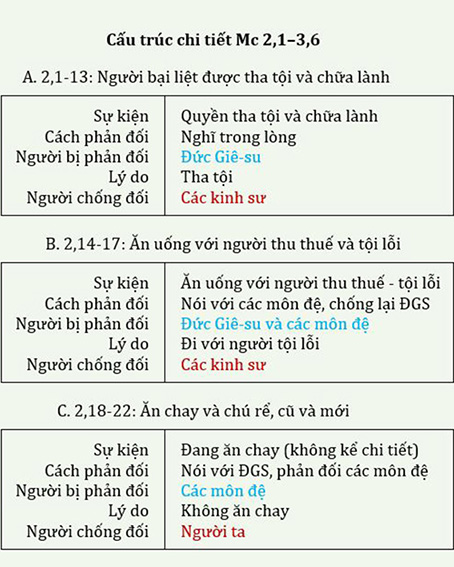 Cấu trúc chi tiết Mc 2,1–3,6
A. 2,1-13: Người bại liệt được tha tội và chữa lành
Sự kiện Quyền tha tội và chữa lành
Cách phản đối Nghĩ trong lòng
Người bị phản đối Đức Giê-su
Lý do Tha tội
Người chống đối Các kinh sư
B. 2,14-17: Ăn uống với người thu thuế và tội lỗi
Sự kiện Ăn uống với người thu thuế - tội lỗi
Cách phản đối Nói với các môn đệ, chống lại ĐGS
Người bị phản đối Đức Giê-su và các môn đệ
Lý do Đi với người tội lỗi
Người chống đối Các kinh sư
C. 2,18-22: Ăn chay và chú rể, cũ và mới
Sự kiện Đang ăn chay (không kể chi tiết)
Cách phản đối Nói với ĐGS, phản đối các môn đệ
Người bị phản đối Các môn đệ
Lý do Không ăn chay
Người chống đối Người ta